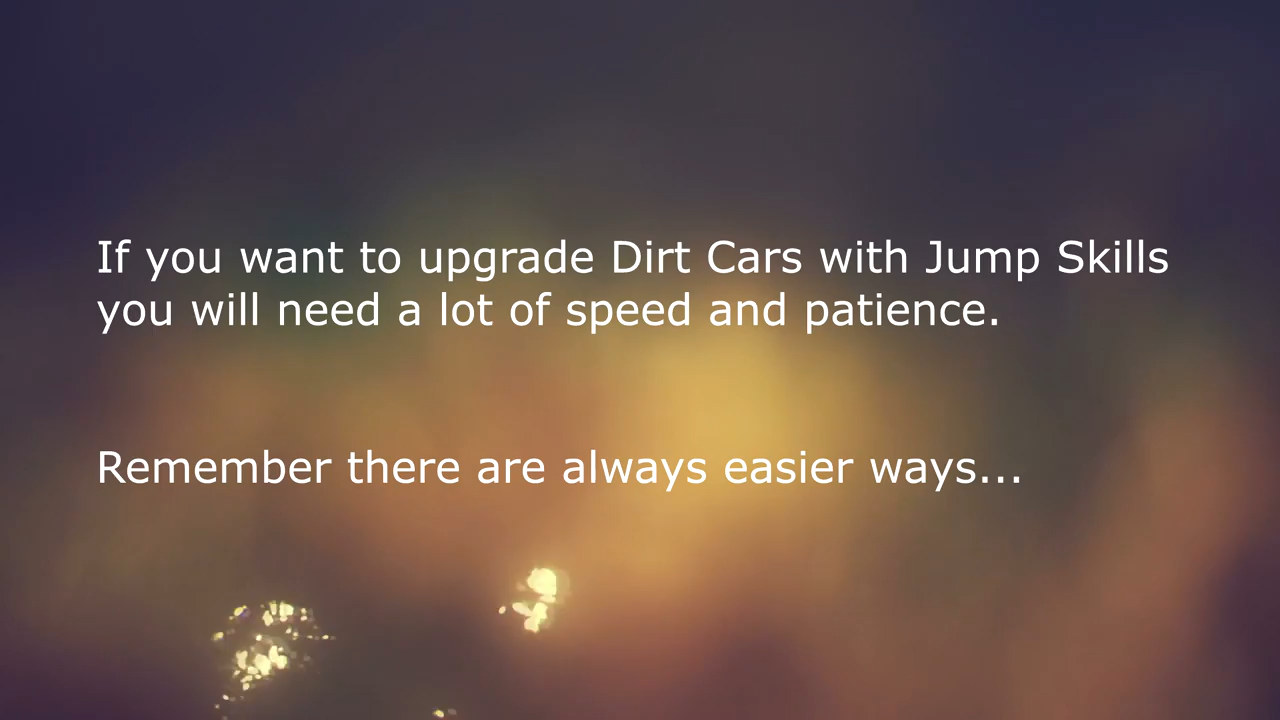 If you want to upgrade Dirt Cars with Jump Skills
you will need a lot of speed and patience.
Remember there are always easier ways...